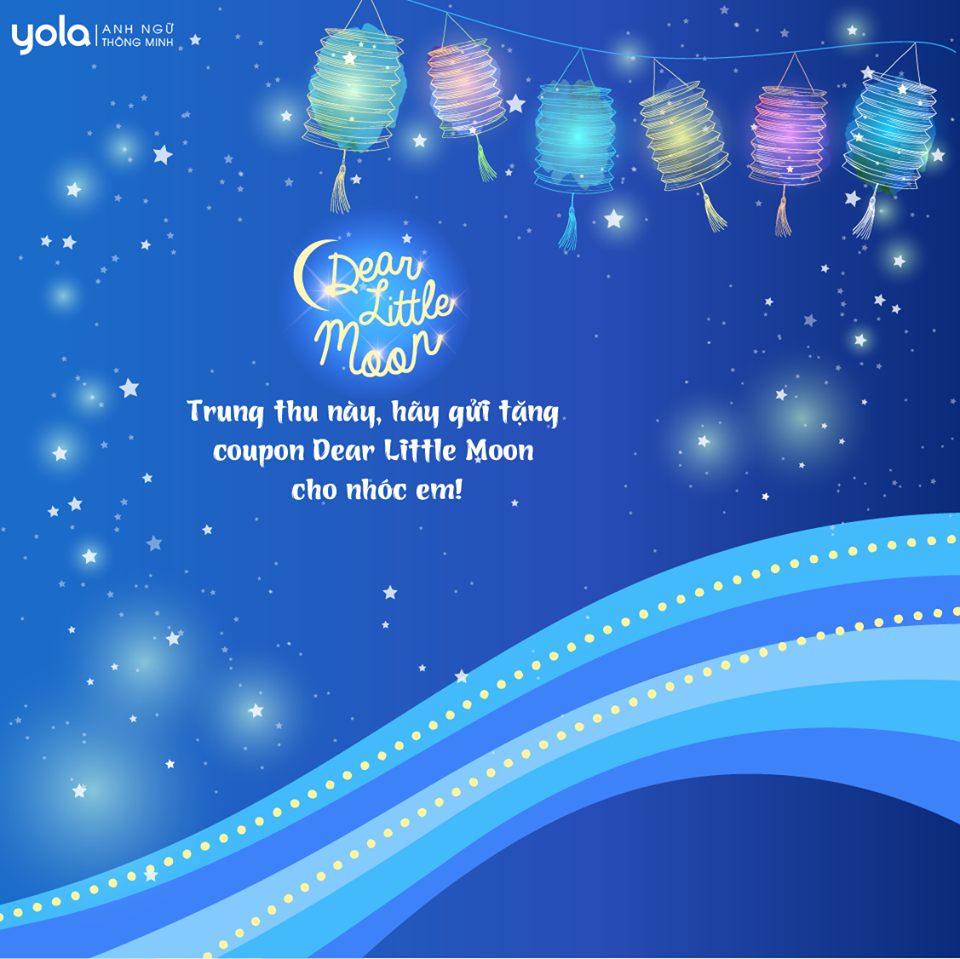 yola ANH NGỮ
THÔNG MINH
Dear
Little
Moon
Trung thu này, hãy gửi tặng
coupon Dear Little Moon
cho nhóc em!